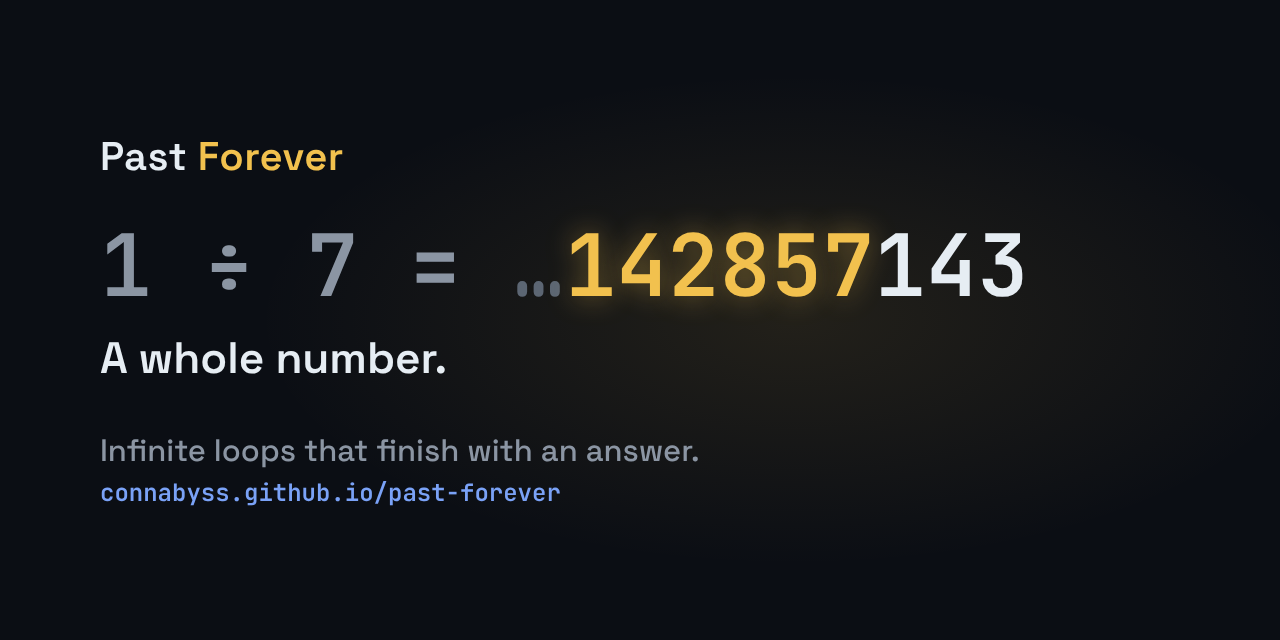 Past Forever
1 ÷ 7 = …142857143
A whole number.
Infinite loops that finish with an answer.
connabyss.github.io/past-forever